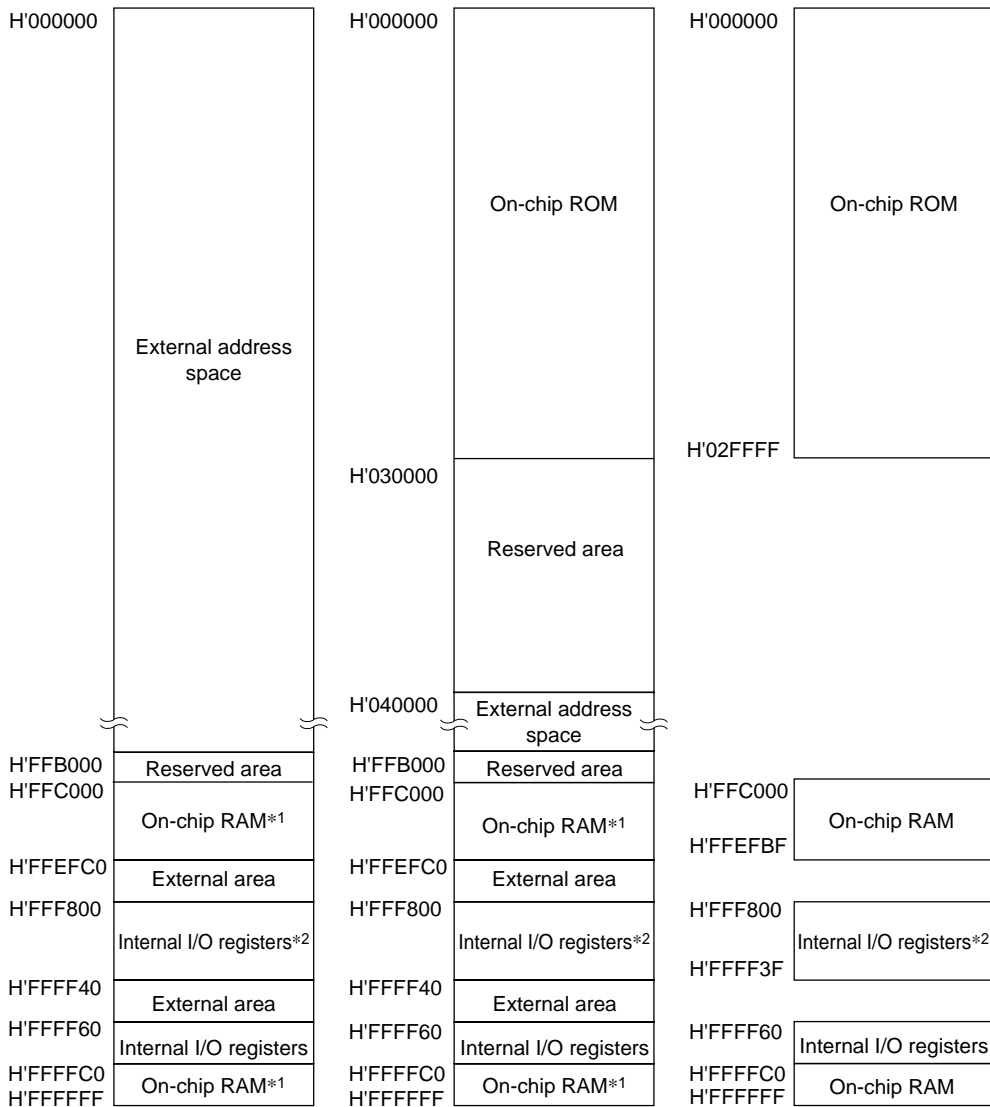 H'000000
External address
space
H'FFB000
Reserved area
H'FFC000
On-chip RAM*1
H'FFEFC0
External area
H'FFF800
Internal I/O registers*2
H'FFFF40
External area
H'FFFF60
Internal I/O registers
H'FFFFC0
On-chip RAM*1
H'FFFFFF
H'000000
On-chip ROM
H'030000
Reserved area
H'040000
External address
space
H'FFB000
Reserved area
H'FFC000
On-chip RAM*1
H'FFEFC0
External area
H'FFF800
Internal I/O registers*2
H'FFFF40
External area
H'FFFF60
Internal I/O registers
H'FFFFC0
On-chip RAM*1
H'FFFFFF
H'000000
On-chip ROM
H'02FFFF
H'FFC000
On-chip RAM
H'FFEFBF
H'FFF800
Internal I/O registers*2
H'FFFF3F
H'FFFF60
Internal I/O registers
H'FFFFC0
On-chip RAM
H'FFFFFF